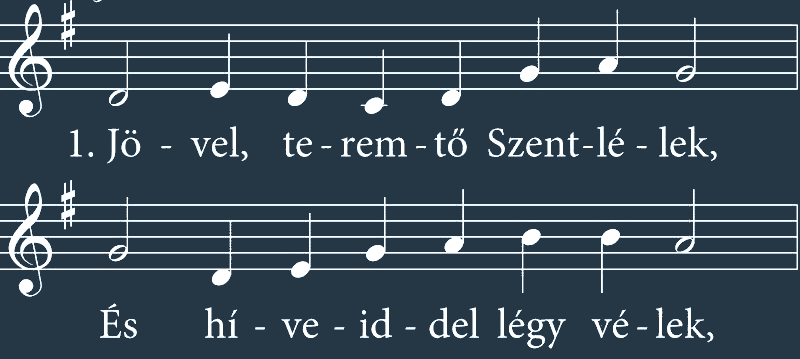 1. Jö - vel, te - rem - tő Szent - lé - lek,
És hí - ve - id - del légy vé - lek,